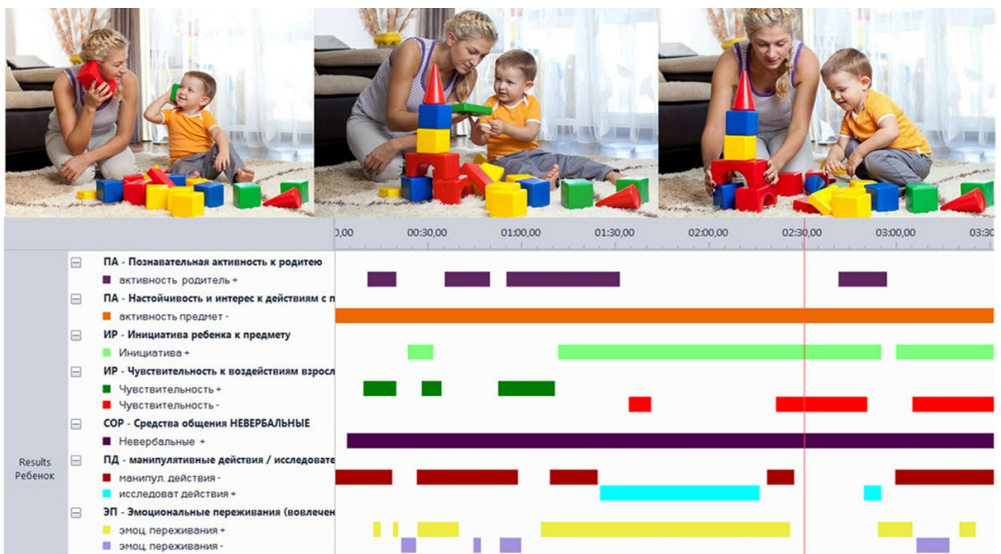 0,00 00:30,00 01:00,00 01:30,00 02:00,00 02:30,00 03:00,00 03:30
ПА - Познавательная активность к родитею
активность родитель +
ПА - Настойчивость и интерес к действиям с п
активность предмет -
ИР - Инициатива ребенка к предмету
Инициатива +
ИР - Чувствительность к воздействиям взросл
Чувствительность +
Чувствительность -
СОР - Средства общения НЕВЕРБАЛЬНЫЕ
Невербальные +
Results
Ребенок
ПД - манипулятивные действия / исследовате
манипул. действия -
исследоват действия +
ЭП - Эмоциональные переживания (вовлечен
эмоц. переживания +
эмоц. переживания -